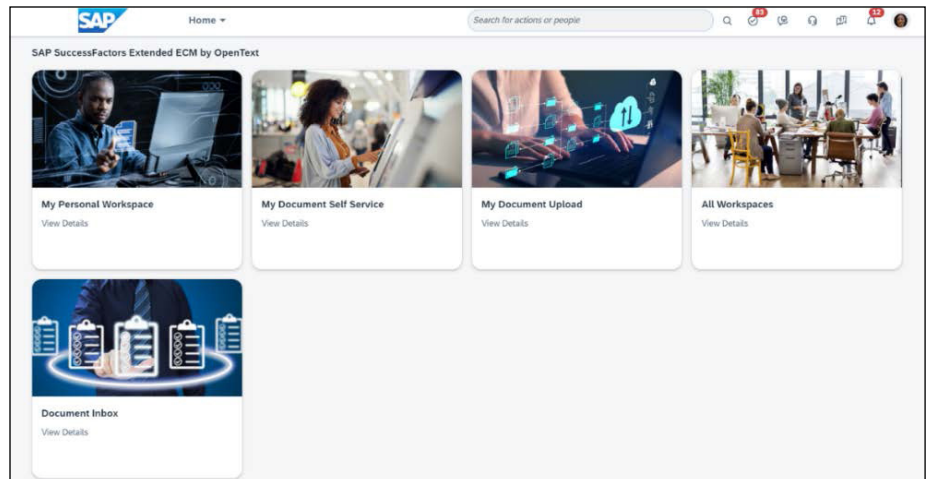 SAP
Home
Search for actions or people
83
12
SAP SuccessFactors Extended ECM by OpenText
My Personal Workspace
View Details
My Document Self Service
View Details
My Document Upload
View Details
All Workspaces
View Details
Document Inbox
View Details